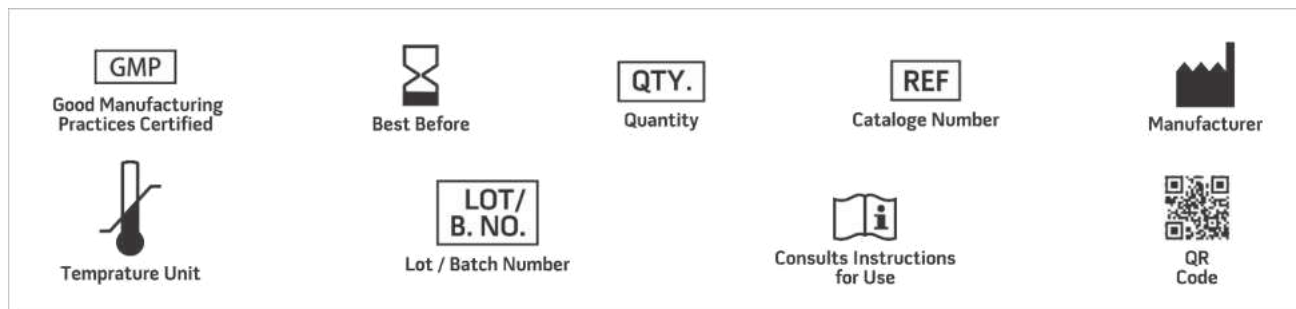 GMP
Good Manufacturing
Practices Certified
Best Before
QTY.
Quantity
REF
Cataloge Number
Manufacturer
Temprature Unit
LOT/
B. NO.
Lot / Batch Number
i
Consults Instructions
for Use
QR
Code